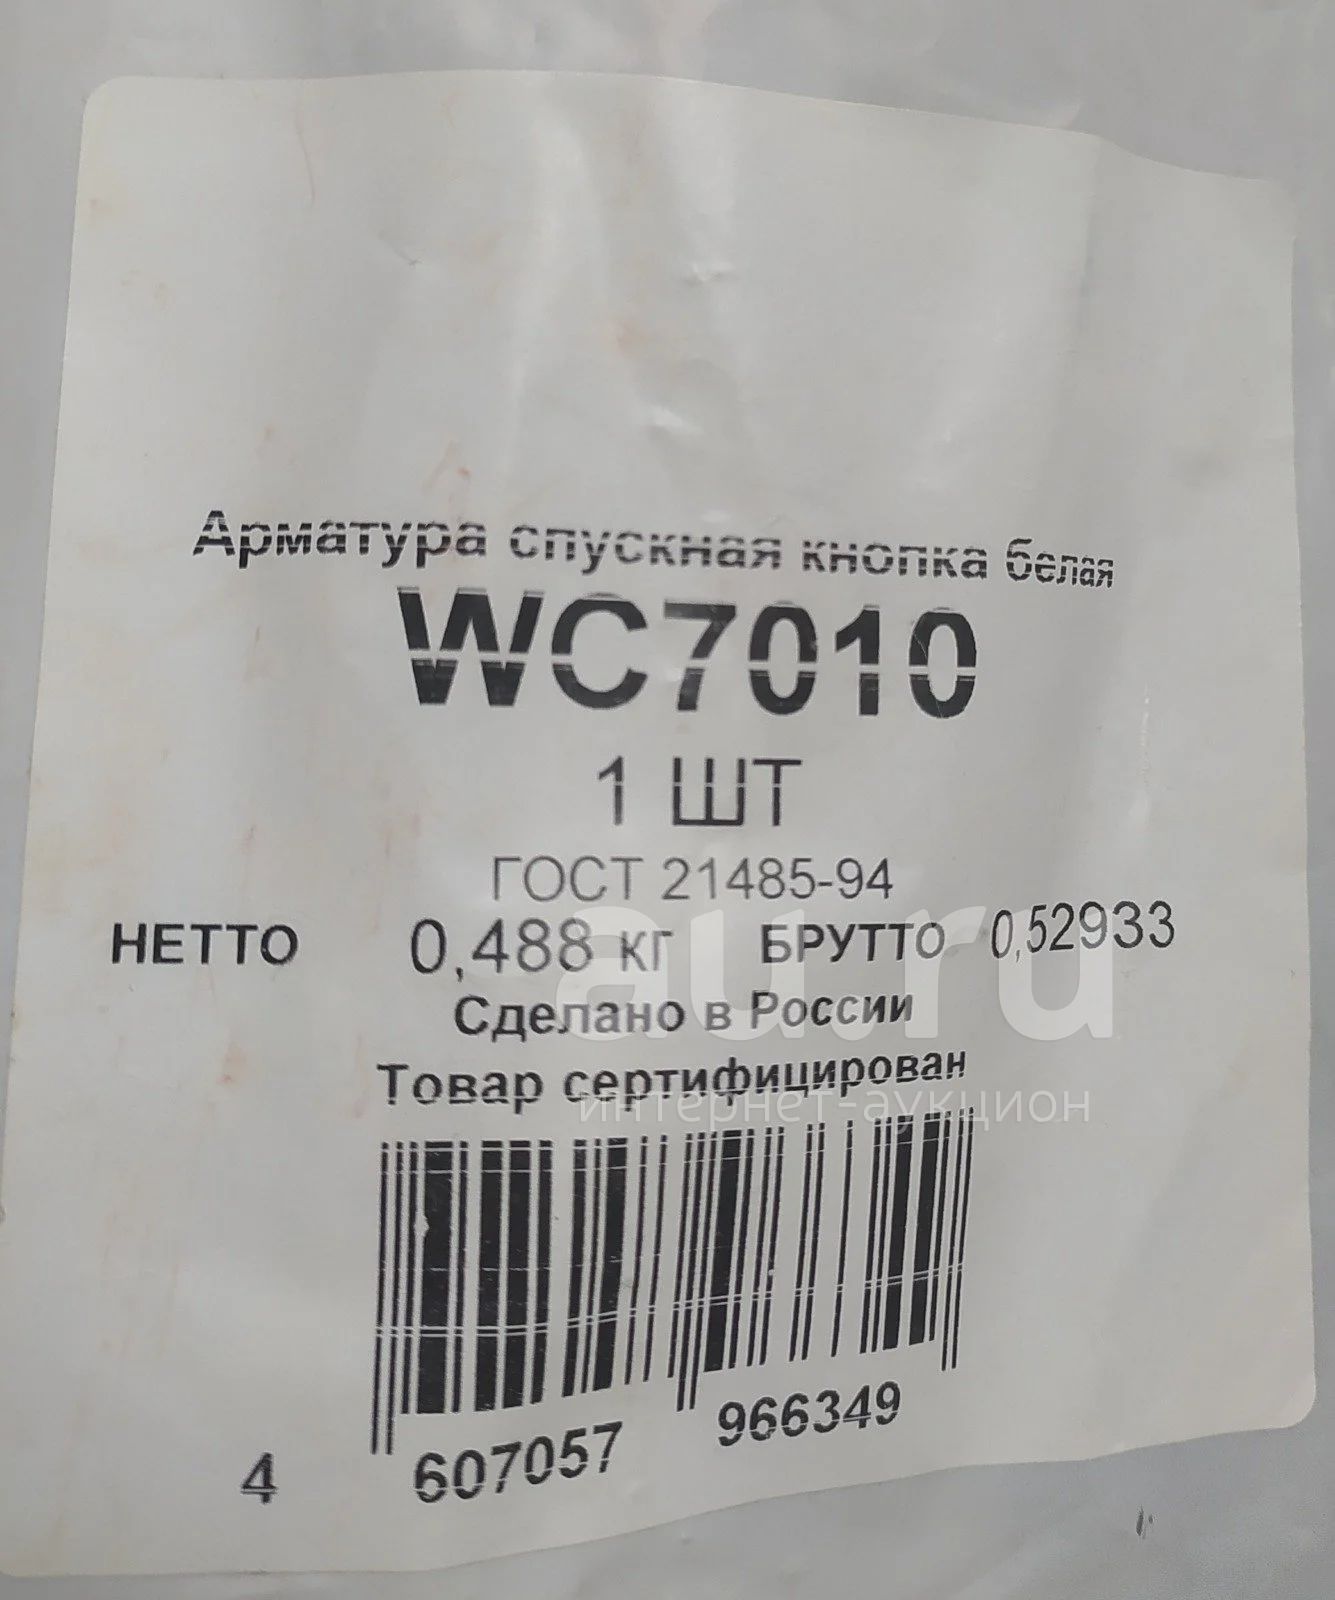 Арматура спускная кнопка белая
WC7010
1 ШТ
ГОСТ 21485-94
НЕТТО 0,488 кг БРУТТО 0,52933
au.ru
Сделано в России
Товар сертифицирован
интернет-аукцион
4 607057 966349